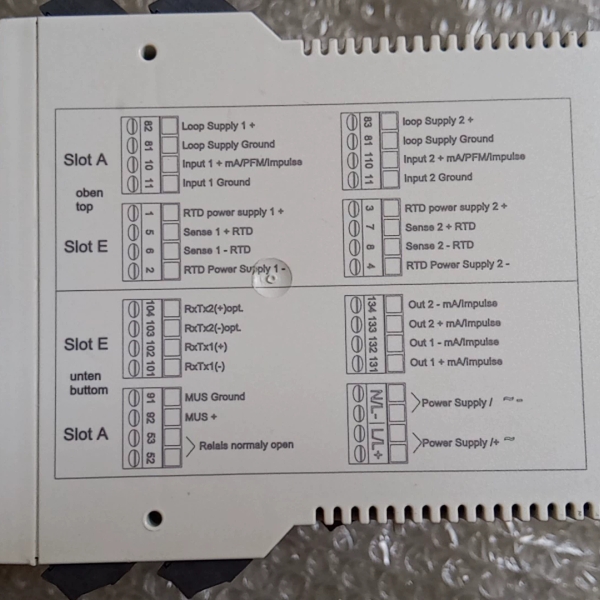 Slot A
oben
top
Slot E
82 Loop Supply 1 +
81 Loop Supply Ground
10 Input 1 + mA/PFM/Impulse
11 Input 1 Ground
1 RTD power supply 1 +
5 Sense 1 + RTD
6 Sense 1 - RTD
2 RTD Power Supply 1 -
83 loop Supply 2 +
81 loop Supply Ground
110 Input 2 + mA/PFM/Impulse
11 Input 2 Ground
3 RTD power supply 2 +
7 Sense 2 + RTD
8 Sense 2 - RTD
4 RTD Power Supply 2 -
Slot E
unten
buttom
Slot A
104 RxTx2(+)opt.
103 RxTx2(-)opt.
102 RxTx1(+)
101 RxTx1(-)
91 MUS Ground
92 MUS +
53
52
Relais normaly open
134 Out 2 - mA/Impulse
133 Out 2 + mA/Impulse
132 Out 1 - mA/Impulse
131 Out 1 + mA/Impulse
N/L- Power Supply /
L/L+ Power Supply /+